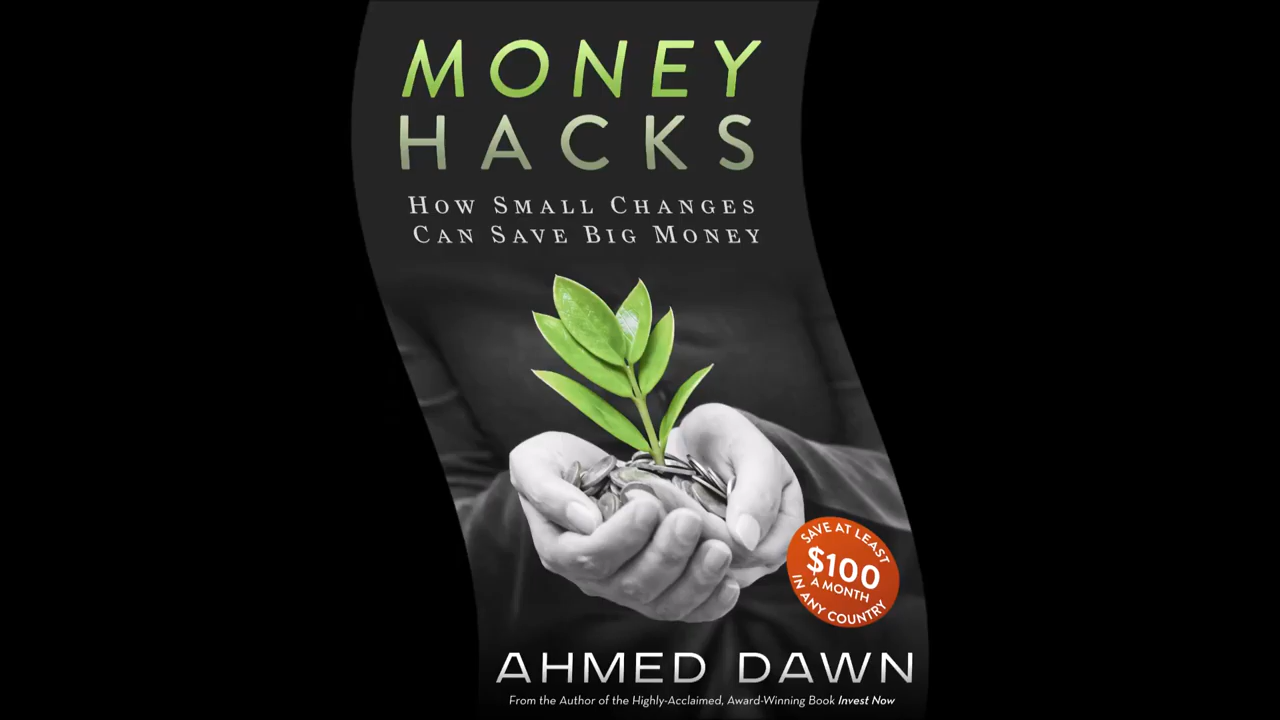 MONEY
HACKS
HOW SMALL CHANGES
CAN SAVE BIG MONEY
SAVE AT LEAST
$100
A MONTH
IN ANY COUNTRY
AHMED DAWN
From the Author of the Highly-Acclaimed, Award-Winning Book Invest Now